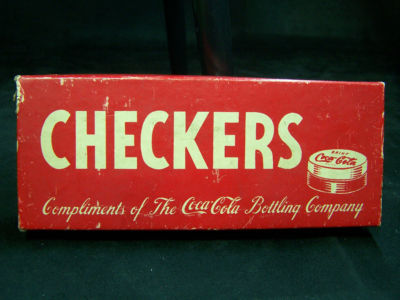 CHECKERS
DRINK
Coca-Cola
Compliments of The Coca-Cola Bottling Company